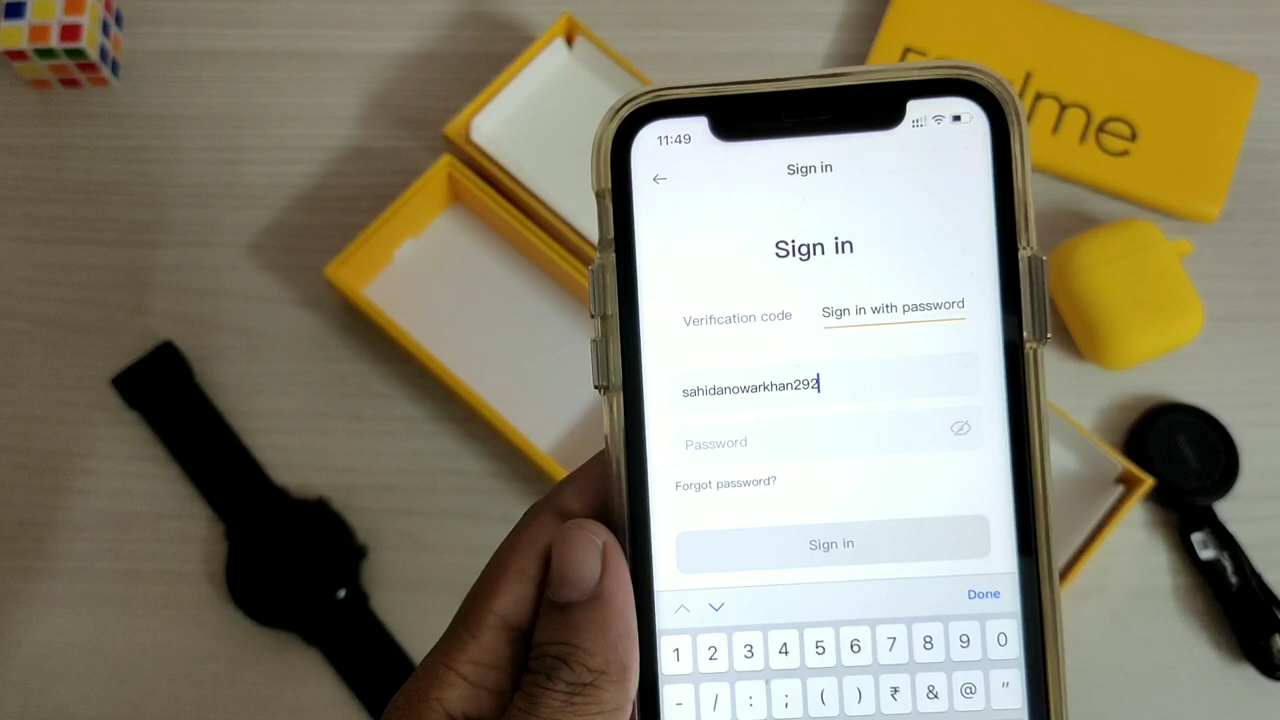 realme
11:49
Sign in
Sign in
Verification code Sign in with password
sahidanowarkhan292
Password
Forgot password?
Sign in
Done
1 2 3 4 5 6 7 8 9 0
- / : ; ( ) ₹ & @ "